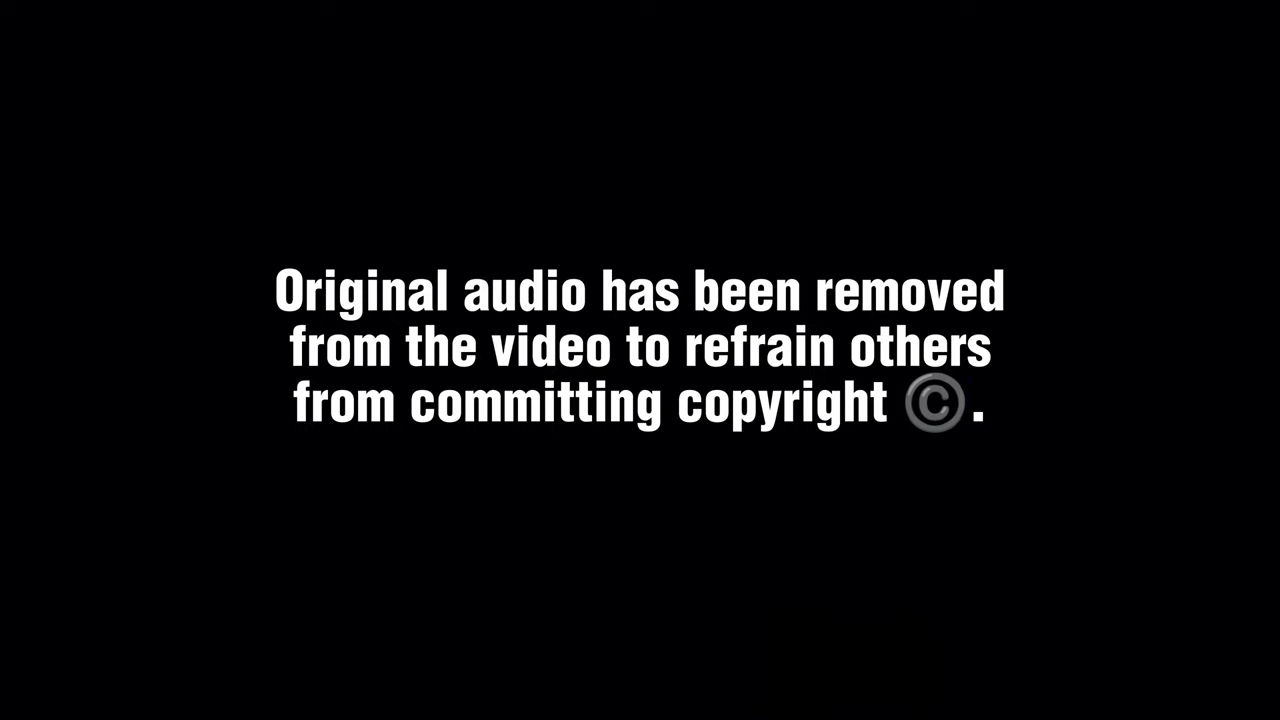 Original audio has been removed
from the video to refrain others
from committing copyright ©.